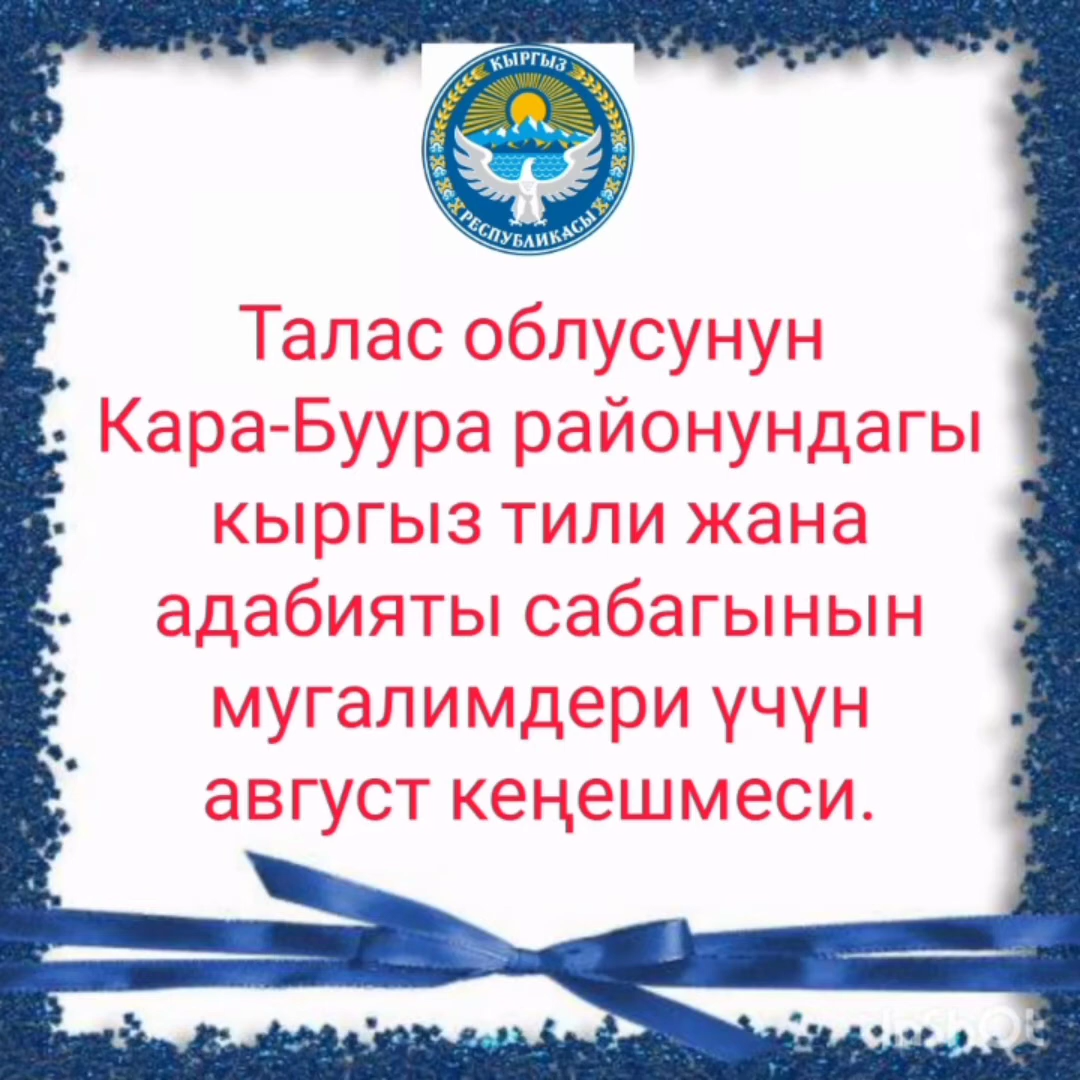 КЫРГЫЗ
РЕСПУБЛИКАСЫ
Талас облусунун
Кара-Буура районундагы
кыргыз тили жана
адабияты сабагынын
мугалимдери үчүн
август кеңешмеси.